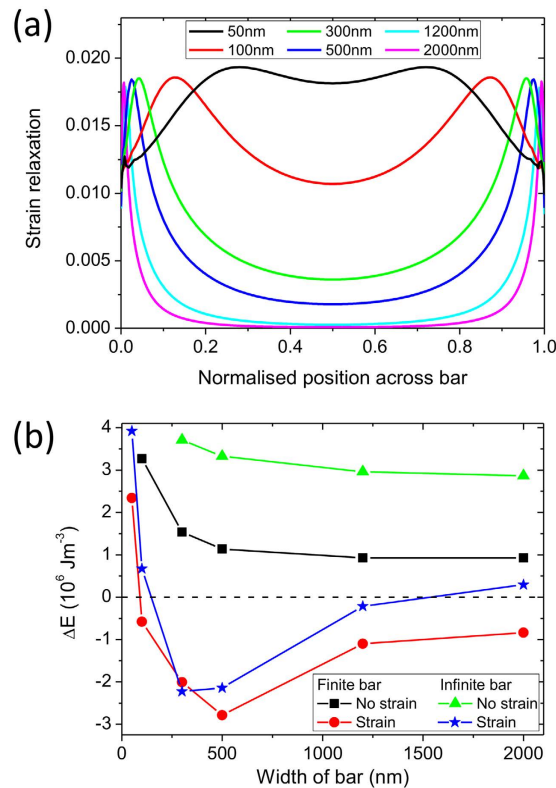 (a)
50nm 300nm 1200nm
100nm 500nm 2000nm
0.020
0.015
0.010
0.005
0.000
Strain relaxation
0.0 0.2 0.4 0.6 0.8 1.0
Normalised position across bar
(b)
4
3
2
1
0
-1
-2
-3
ΔE (10⁶ Jm⁻³)
Finite bar Infinite bar
No strain No strain
Strain Strain
0 500 1000 1500 2000
Width of bar (nm)